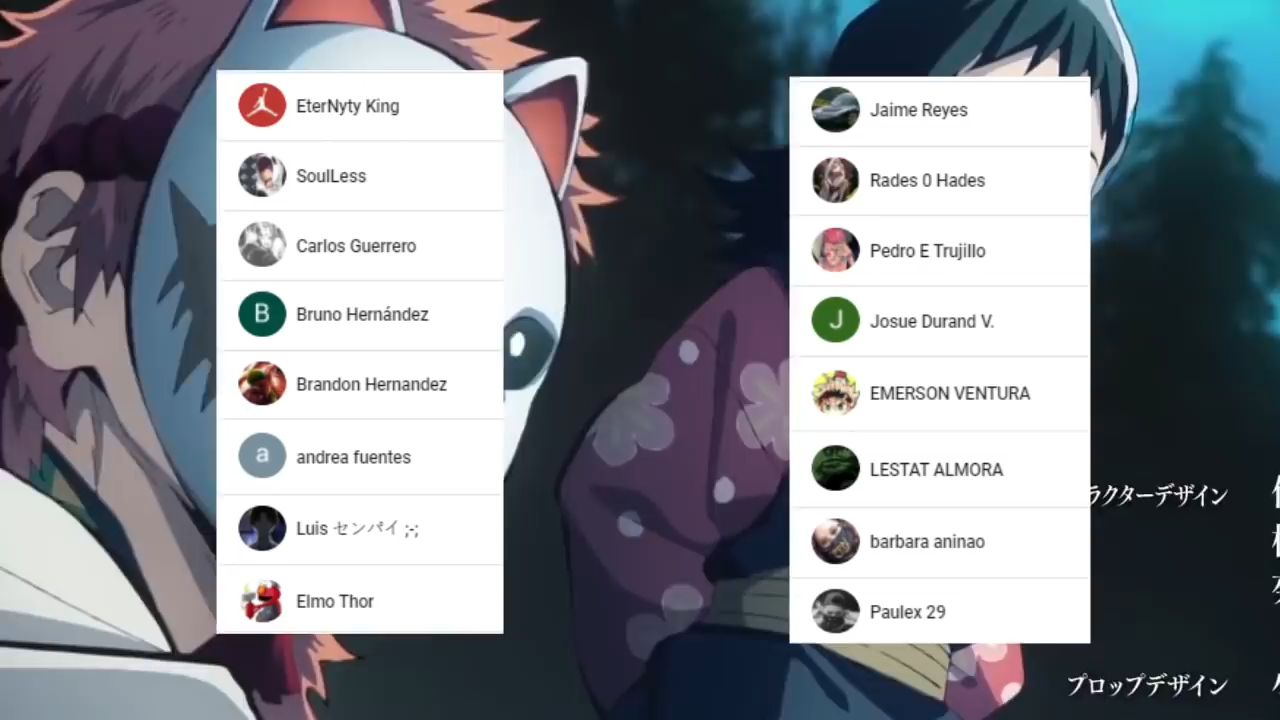 EterNyty King
SoulLess
Carlos Guerrero
B
Bruno Hernández
Brandon Hernandez
a
andrea fuentes
Luis センパイ ;-;
Elmo Thor
Jaime Reyes
Rades 0 Hades
Pedro E Trujillo
J
Josue Durand V.
EMERSON VENTURA
LESTAT ALMORA
barbara aninao
Paulex 29
ラクターデザイン
プロップデザイン